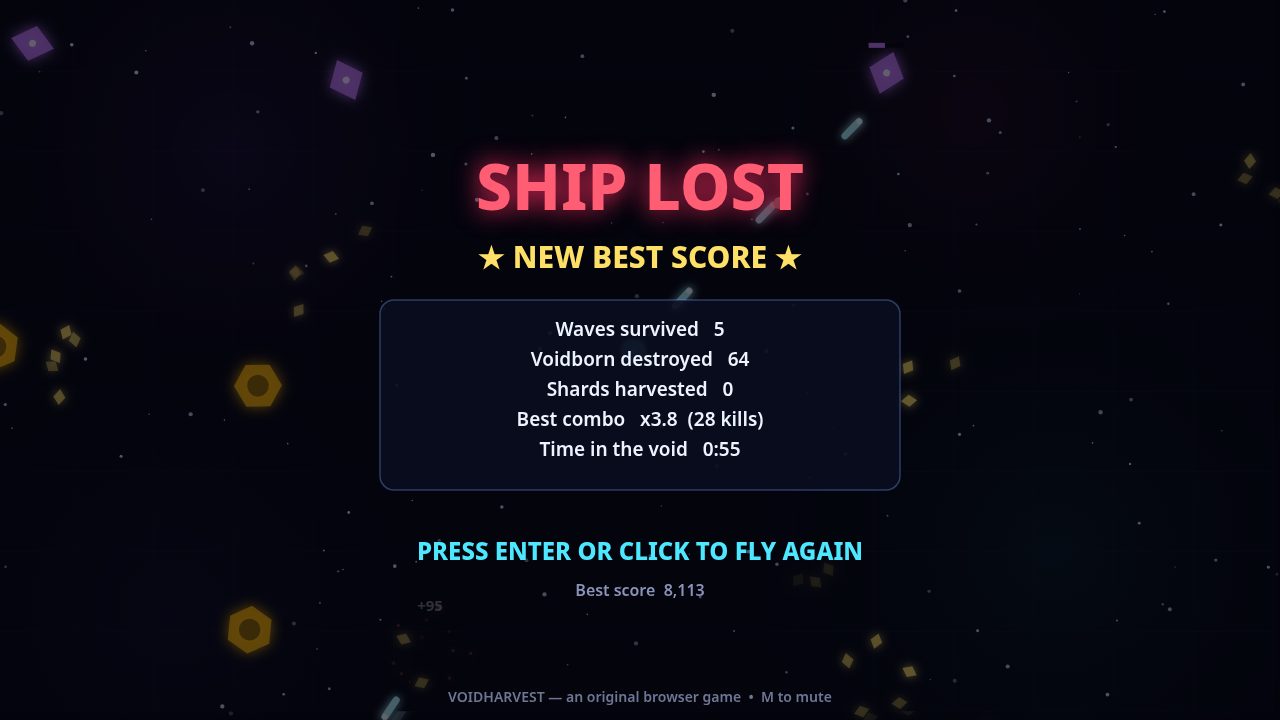 SHIP LOST
★ NEW BEST SCORE ★
Waves survived 5
Voidborn destroyed 64
Shards harvested 0
Best combo x3.8 (28 kills)
Time in the void 0:55
PRESS ENTER OR CLICK TO FLY AGAIN
Best score 8,113
+95
VOIDHARVEST — an original browser game • M to mute